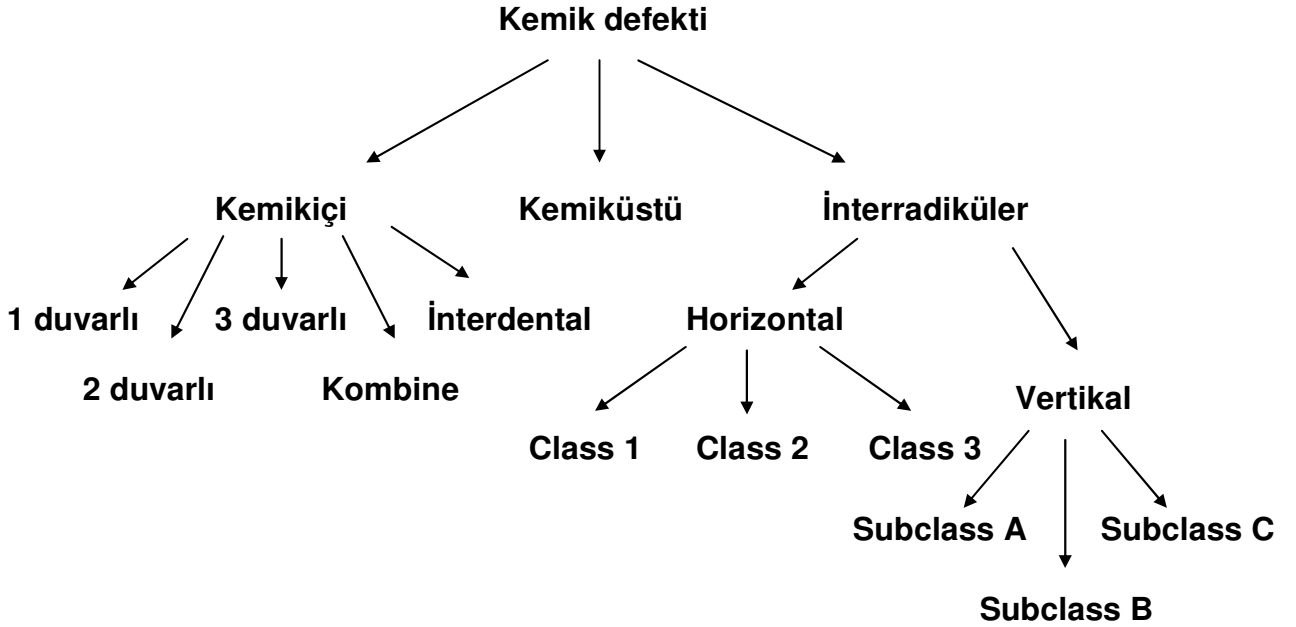 Kemik defekti
Kemikiçi Kemiküstü İnterradiküler
1 duvarlı 3 duvarlı İnterdental Horizontal
2 duvarlı Kombine Vertikal
Class 1 Class 2 Class 3
Subclass A Subclass C
Subclass B